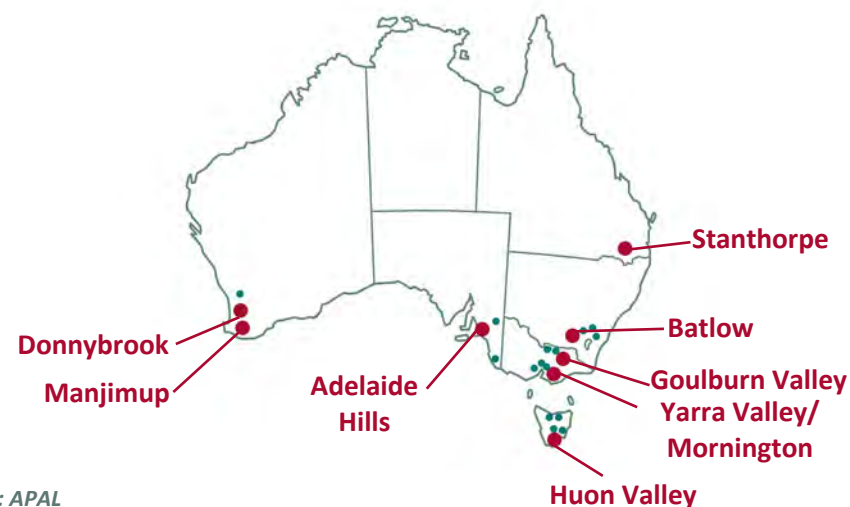 Stanthorpe
Batlow
Donnybrook
Manjimup
Adelaide
Hills
Goulburn Valley
Yarra Valley/
Mornington
Huon Valley
: APAL